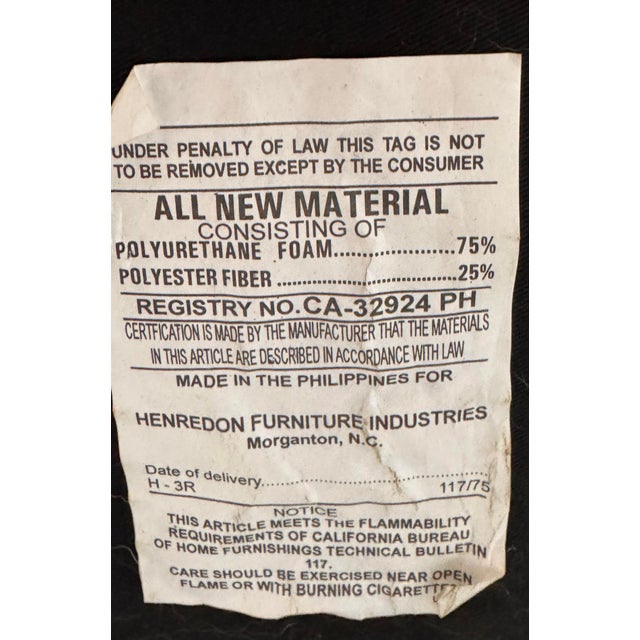 UNDER PENALTY OF LAW THIS TAG IS NOT
TO BE REMOVED EXCEPT BY THE CONSUMER
ALL NEW MATERIAL
CONSISTING OF
POLYURETHANE FOAM.....................75%
POLYESTER FIBER ............................25%
REGISTRY NO.CA-32924 PH
CERTFICATION IS MADE BY THE MANUFACTURER THAT THE MATERIALS
IN THIS ARTICLE ARE DESCRIBED IN ACCORDANCE WITH LAW
MADE IN THE PHILIPPINES FOR
HENREDON FURNITURE INDUSTRIES
Morganton, N.C.
Date of delivery..........................................
H - 3R 117/75
NOTICE
THIS ARTICLE MEETS THE FLAMMABILITY
REQUIREMENTS OF CALIFORNIA BUREAU
OF HOME FURNISHINGS TECHNICAL BULLETIN
117.
CARE SHOULD BE EXERCISED NEAR OPEN
FLAME OR WITH BURNING CIGARETTES